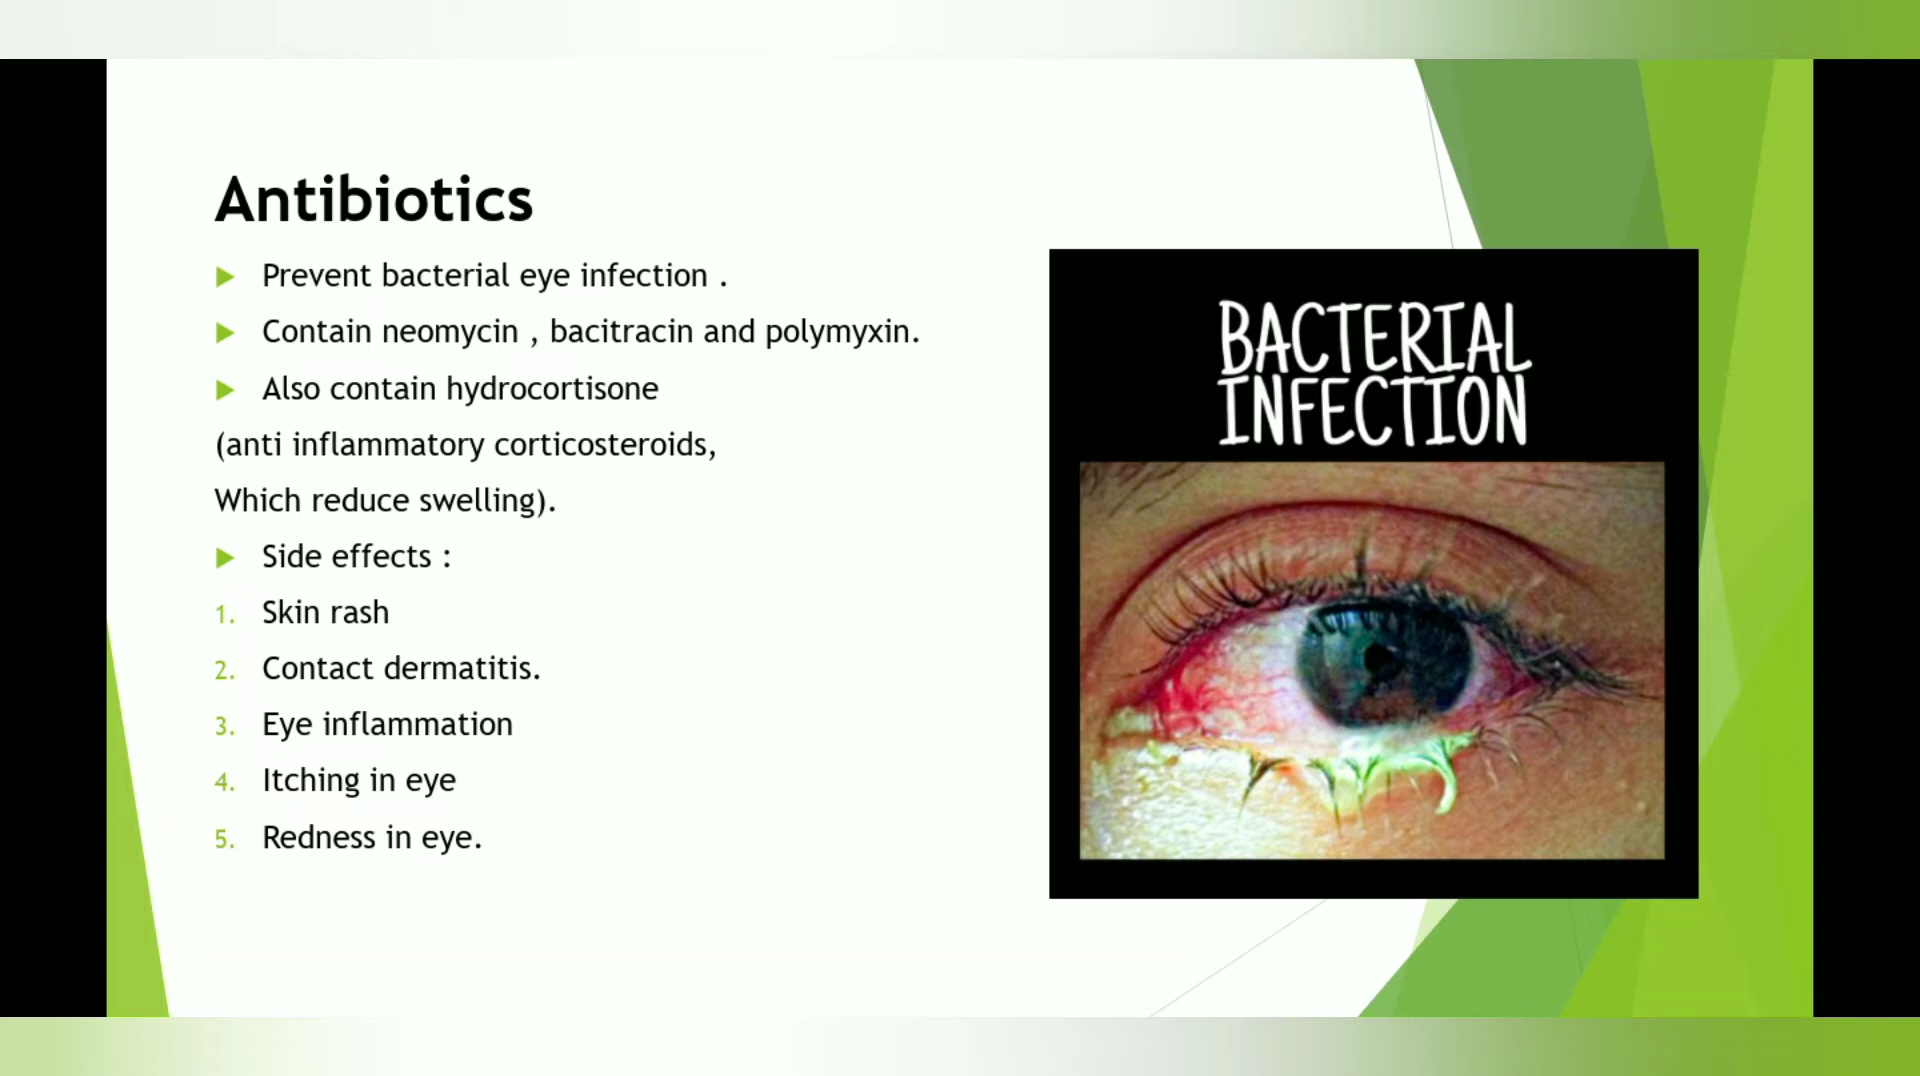 Antibiotics
Prevent bacterial eye infection .
Contain neomycin , bacitracin and polymyxin.
Also contain hydrocortisone
(anti inflammatory corticosteroids,
Which reduce swelling).
Side effects :
1. Skin rash
2. Contact dermatitis.
3. Eye inflammation
4. Itching in eye
5. Redness in eye.
BACTERIAL
INFECTION